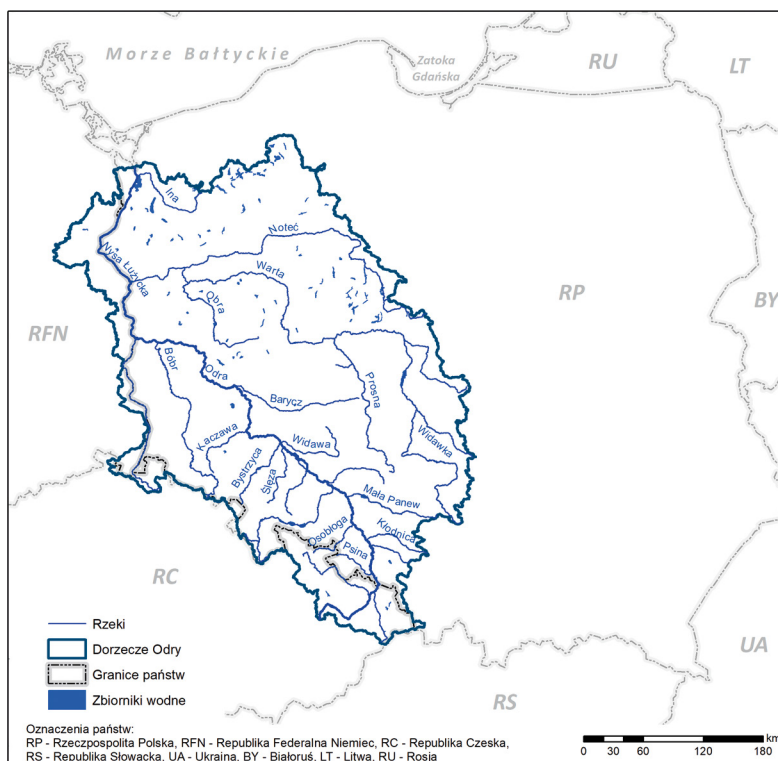 Morze Bałtyckie
Zatoka
Gdańska
RU
LT
Ina
Noteć
Nysa Łużycka
Warta
Obra
RP
BY
RFN
Bóbr
Odra
Prosna
Barycz
Kaczawa
Widawa
Widawka
Bystrzyca
Ślęza
Mała Panew
Osobłoga
Kłodnica
Psina
RC
UA
RS
Rzeki
Dorzecze Odry
Granice państw
Zbiorniki wodne
Oznaczenia państw:
RP - Rzeczpospolita Polska, RFN - Republika Federalna Niemiec, RC - Republika Czeska,
RS - Republika Słowacka, UA - Ukraina, BY - Białoruś, LT - Litwa, RU - Rosja
km
0 30 60 120 180